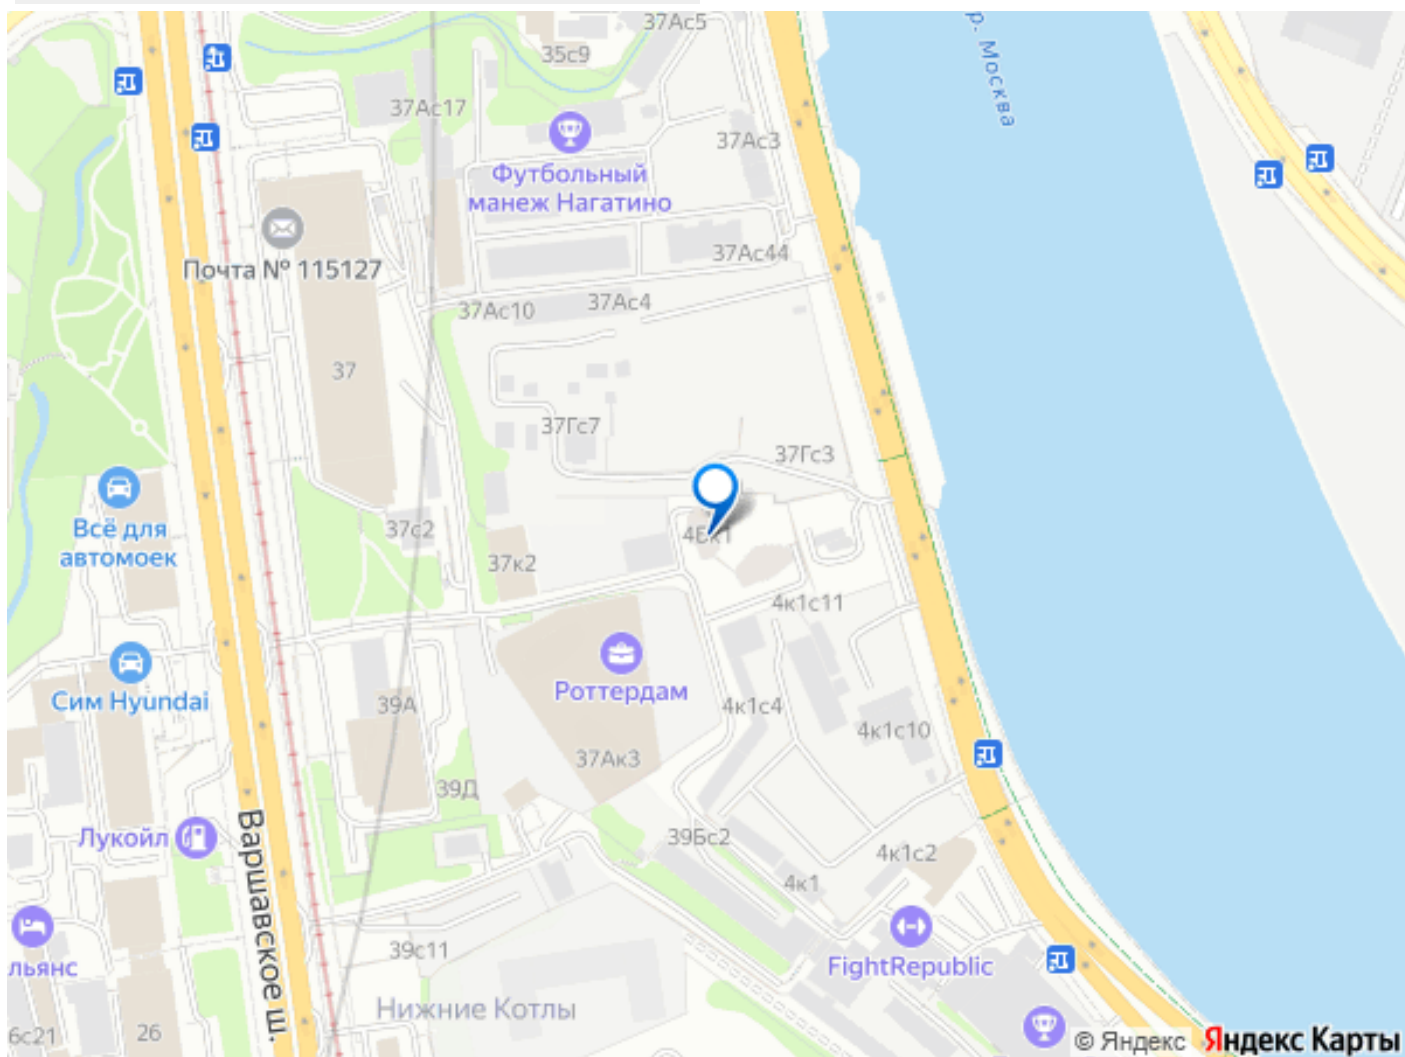 37Ас5
35с9
р. Москва
37Ас17
37Ас3
Футбольный
манеж Нагатино
Почта № 115127
37Ас44
37Ас10
37Ас4
37
37Гс7
37Гс3
Всё для
автомоек
37с2
4Бк1
37к2
4к1с11
Сим Hyundai
Роттердам
39А
4к1с4
4к1с10
37Ак3
39Д
Лукойл
Варшавское ш.
39Бс2
4к1с2
4к1
льянс
39с11
FightRepublic
Нижние Котлы
6с21
26
© Яндекс Яндекс Карты